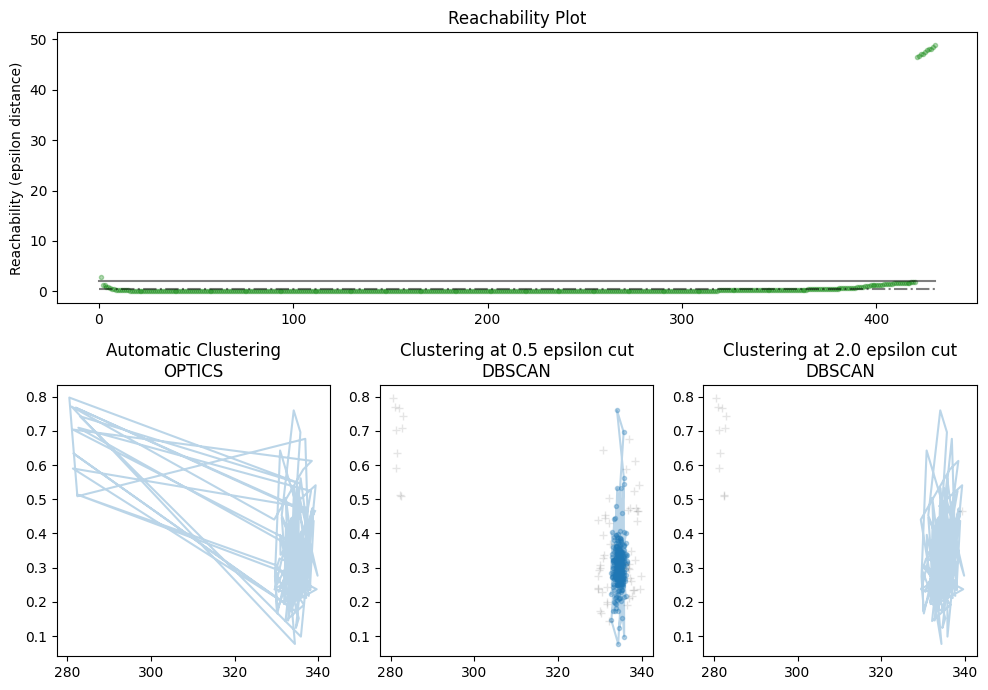 Reachability Plot
Reachability (epsilon distance)
50
40
30
20
10
0
0 100 200 300 400
Automatic Clustering
OPTICS
0.8
0.7
0.6
0.5
0.4
0.3
0.2
0.1
280 300 320 340
Clustering at 0.5 epsilon cut
DBSCAN
0.8
0.7
0.6
0.5
0.4
0.3
0.2
0.1
280 300 320 340
Clustering at 2.0 epsilon cut
DBSCAN
0.8
0.7
0.6
0.5
0.4
0.3
0.2
0.1
280 300 320 340